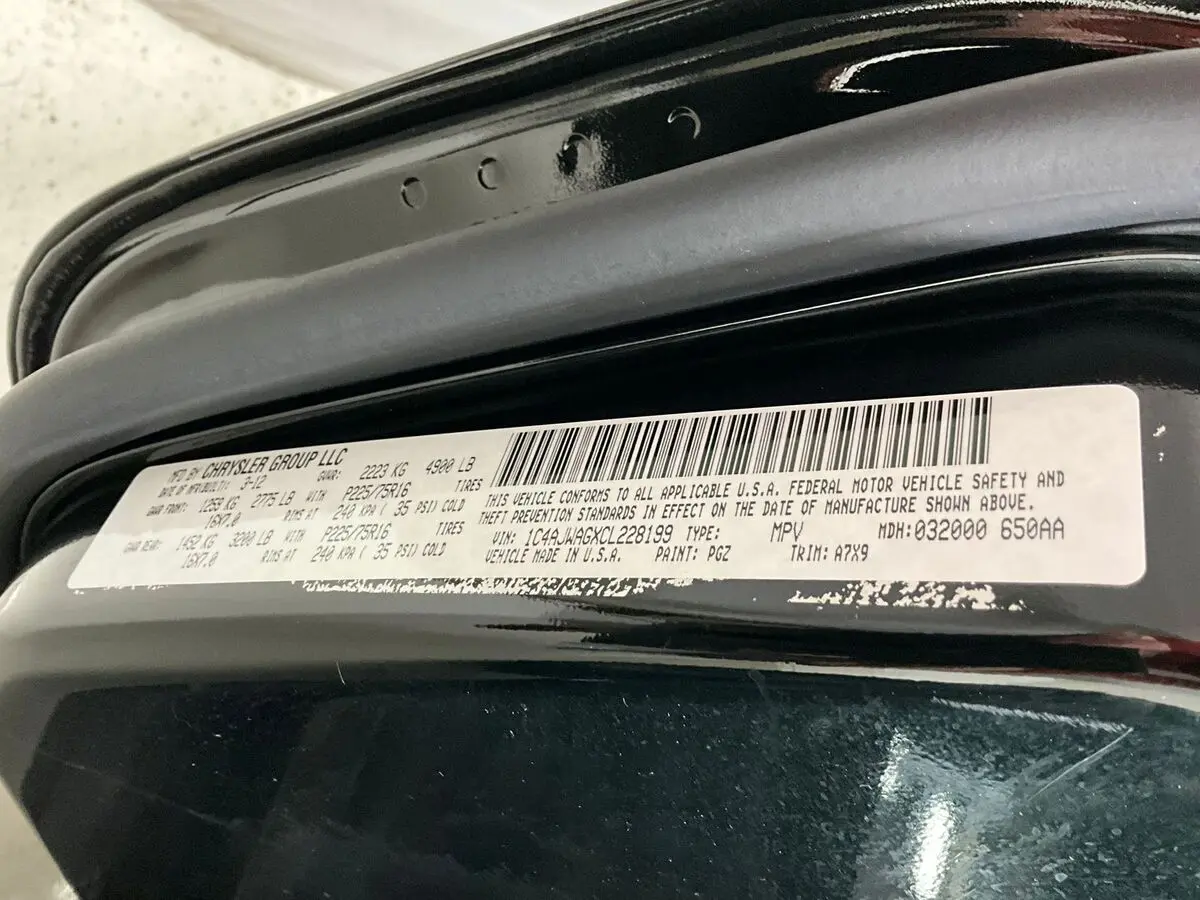 MFD BY CHRYSLER GROUP LLC
DATE OF MFR/BUILT: 3-12 GVWR: 2223 KG 4900 LB
GAWR FRONT: 1259 KG 2775 LB WITH P225/75R16 TIRES
16X7.0 RIMS AT 240 KPA ( 35 PSI) COLD
GAWR REAR: 1452 KG 3200 LB WITH P225/75R16 TIRES
16X7.0 RIMS AT 240 KPA ( 35 PSI) COLD
THIS VEHICLE CONFORMS TO ALL APPLICABLE U.S.A. FEDERAL MOTOR VEHICLE SAFETY AND
THEFT PREVENTION STANDARDS IN EFFECT ON THE DATE OF MANUFACTURE SHOWN ABOVE.
VIN: 1C4AJWAGXCL228199 TYPE: MPV MDH:032000 650AA
VEHICLE MADE IN U.S.A. PAINT: PGZ TRIM: A7X9